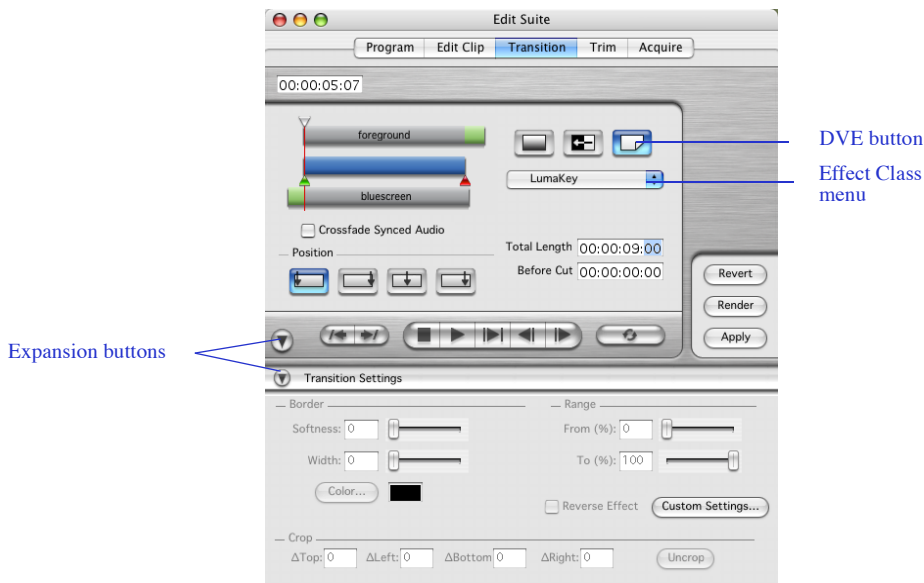 Edit Suite
Program Edit Clip Transition Trim Acquire
00:00:05:07
foreground
DVE button
LumaKey
Effect Class
menu
bluescreen
Crossfade Synced Audio
Position
Total Length 00:00:09:00
Before Cut 00:00:00:00
Revert
Render
Apply
Expansion buttons
Transition Settings
Border
Range
Softness: 0
From (%): 0
Width: 0
To (%): 100
Color...
Reverse Effect
Custom Settings...
Crop
ΔTop: 0 ΔLeft: 0 ΔBottom 0 ΔRight: 0 Uncrop